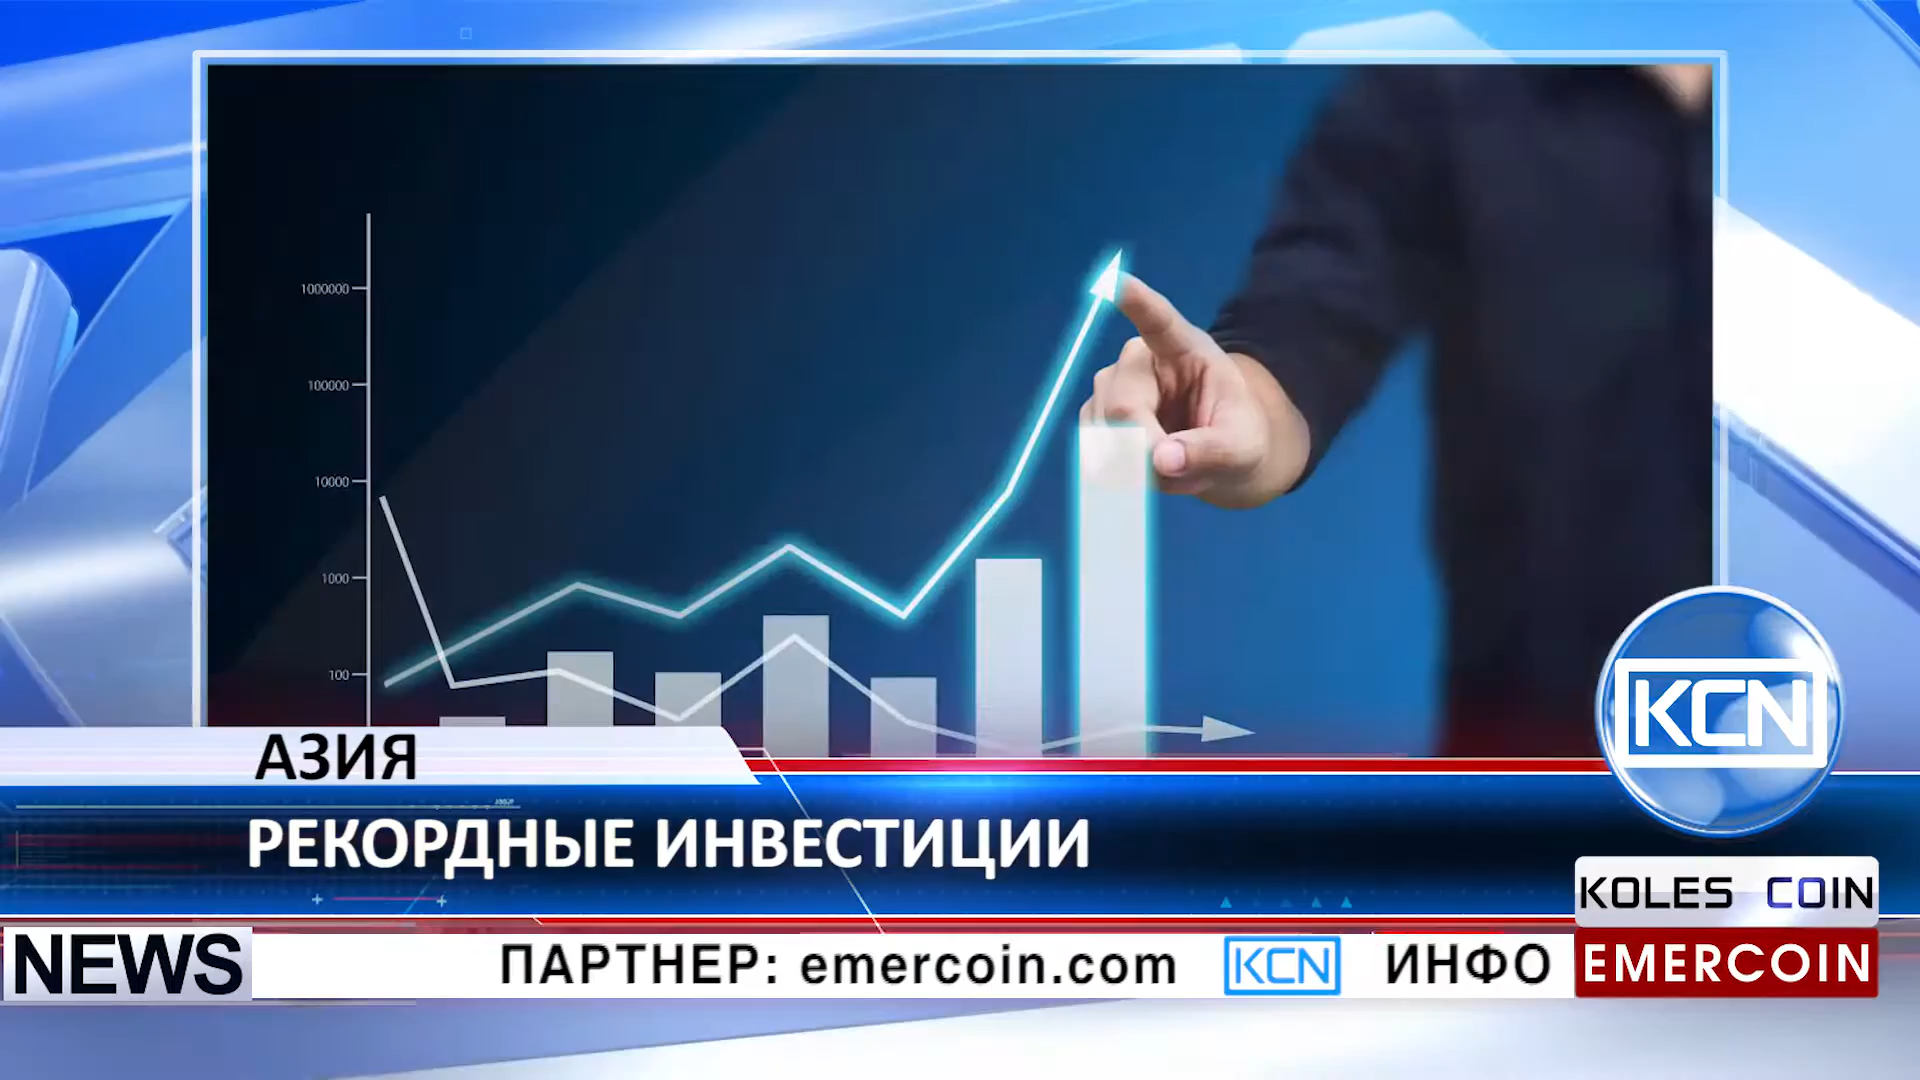 1000000
100000
10000
1000
100
KCN
АЗИЯ
РЕКОРДНЫЕ ИНВЕСТИЦИИ
KOLES COIN
NEWS
ПАРТНЕР: emercoin.com KCN ИНФО
EMERCOIN